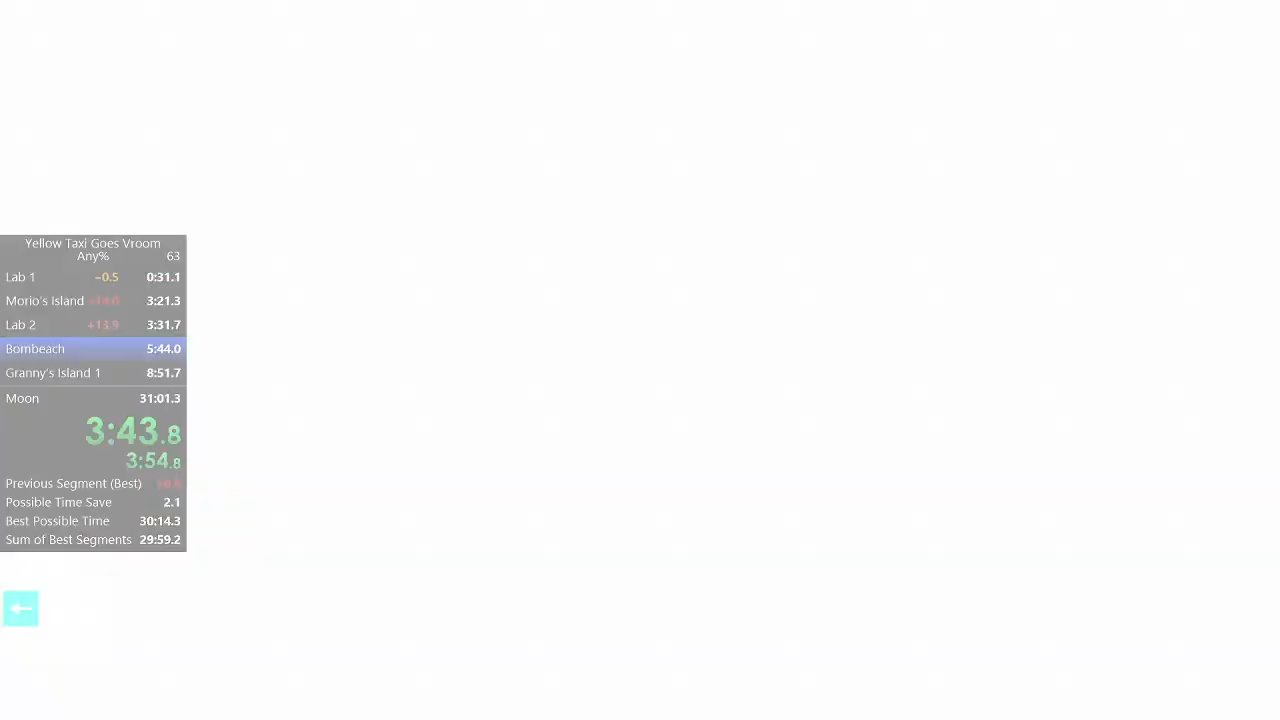 Yellow Taxi Goes Vroom
Any% 63
Lab 1 −0.5 0:31.1
Morio's Island +14.0 3:21.3
Lab 2 +13.9 3:31.7
Bombeach 5:44.0
Granny's Island 1 8:51.7
Moon 31:01.3
3:43.8
3:54.8
Previous Segment (Best)
Possible Time Save 2.1
Best Possible Time 30:14.3
Sum of Best Segments 29:59.2